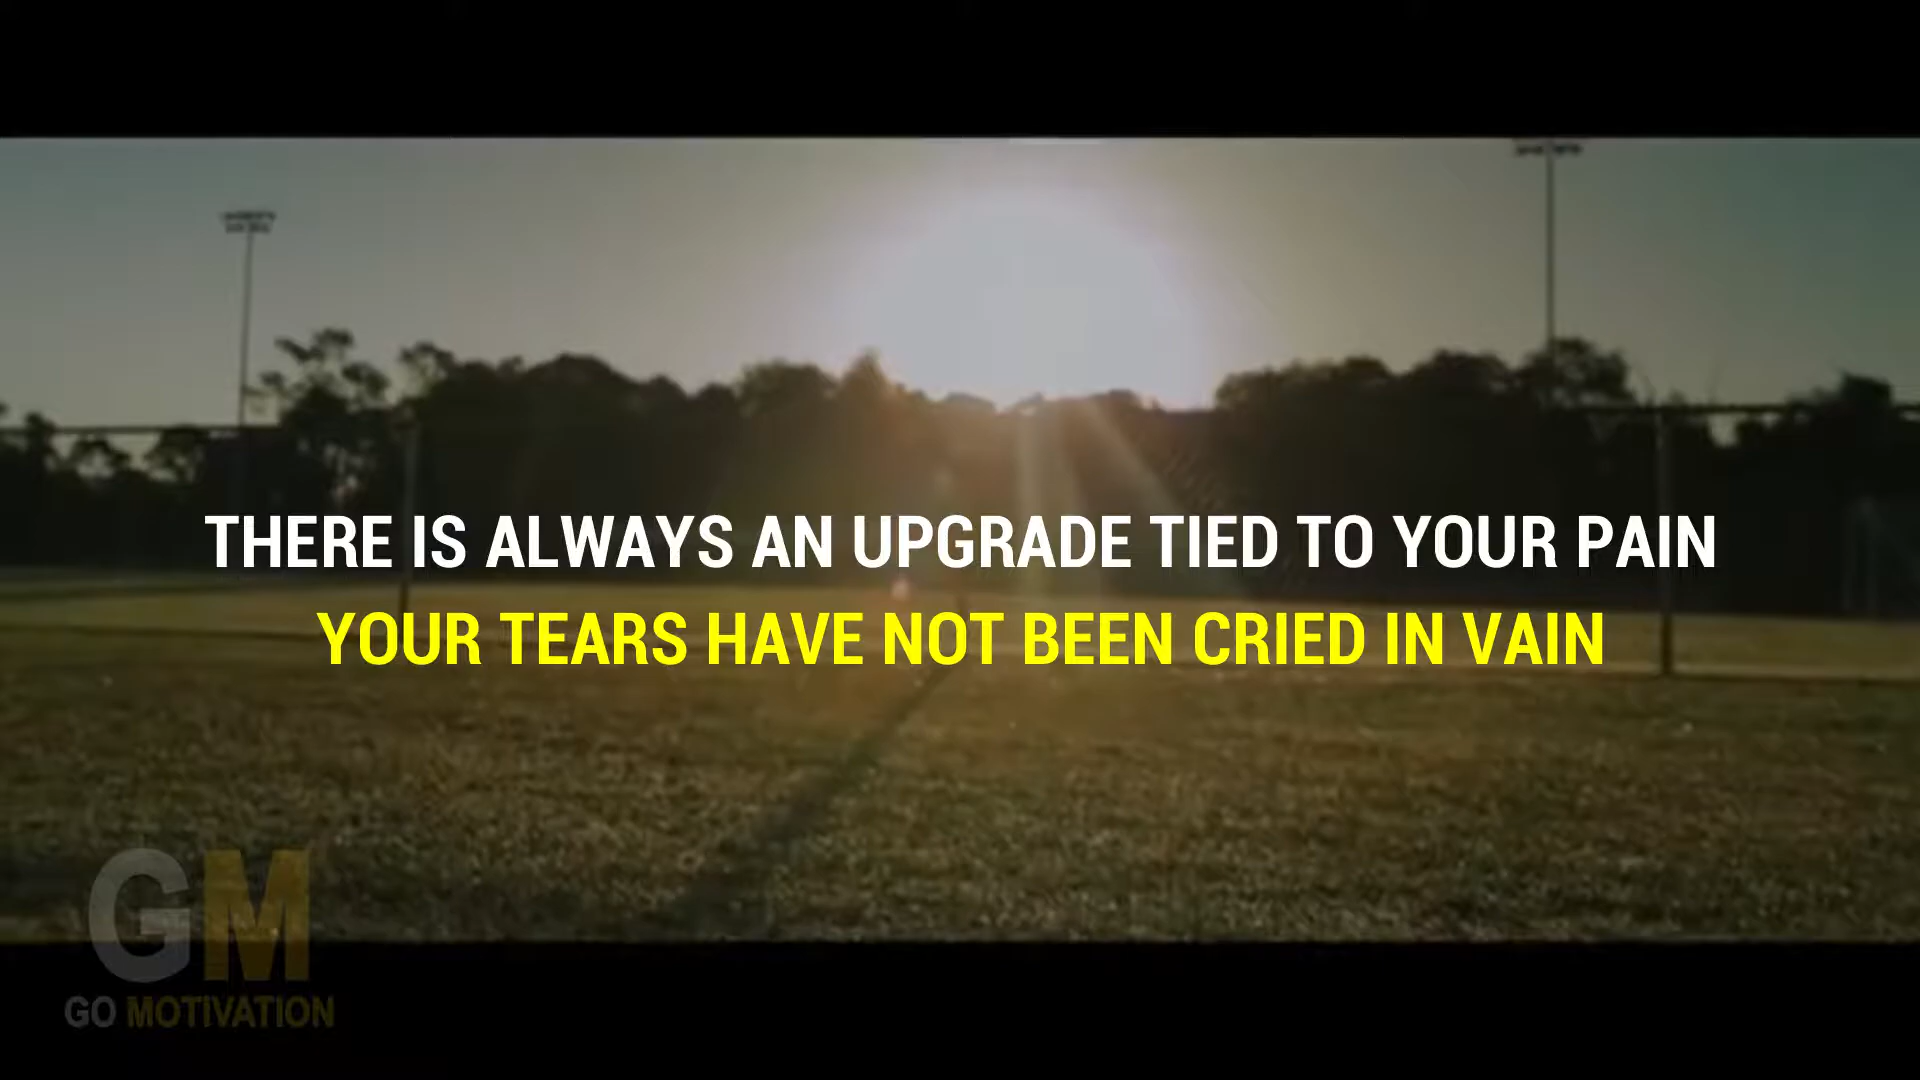 THERE IS ALWAYS AN UPGRADE TIED TO YOUR PAIN
YOUR TEARS HAVE NOT BEEN CRIED IN VAIN
GM
GO MOTIVATION